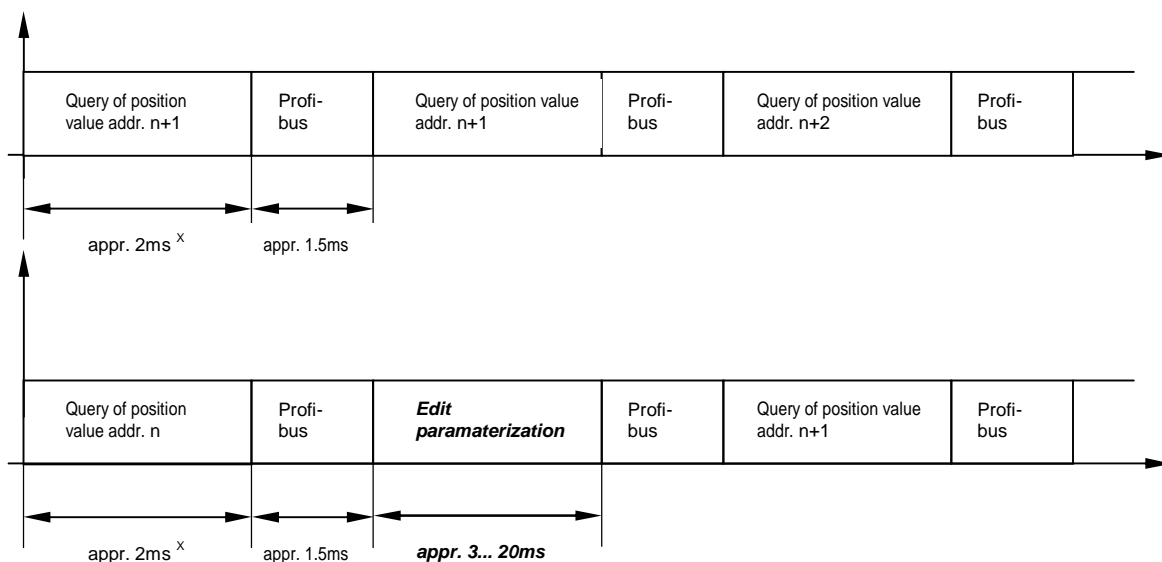 Query of position
value addr. n+1
Profi-
bus
Query of position value
addr. n+1
Profi-
bus
Query of position value
addr. n+2
Profi-
bus
appr. 2ms X
appr. 1.5ms
Query of position
value addr. n
Profi-
bus
Edit
paramaterization
Profi-
bus
Query of position value
addr. n+1
Profi-
bus
appr. 2ms X
appr. 1.5ms
appr. 3... 20ms